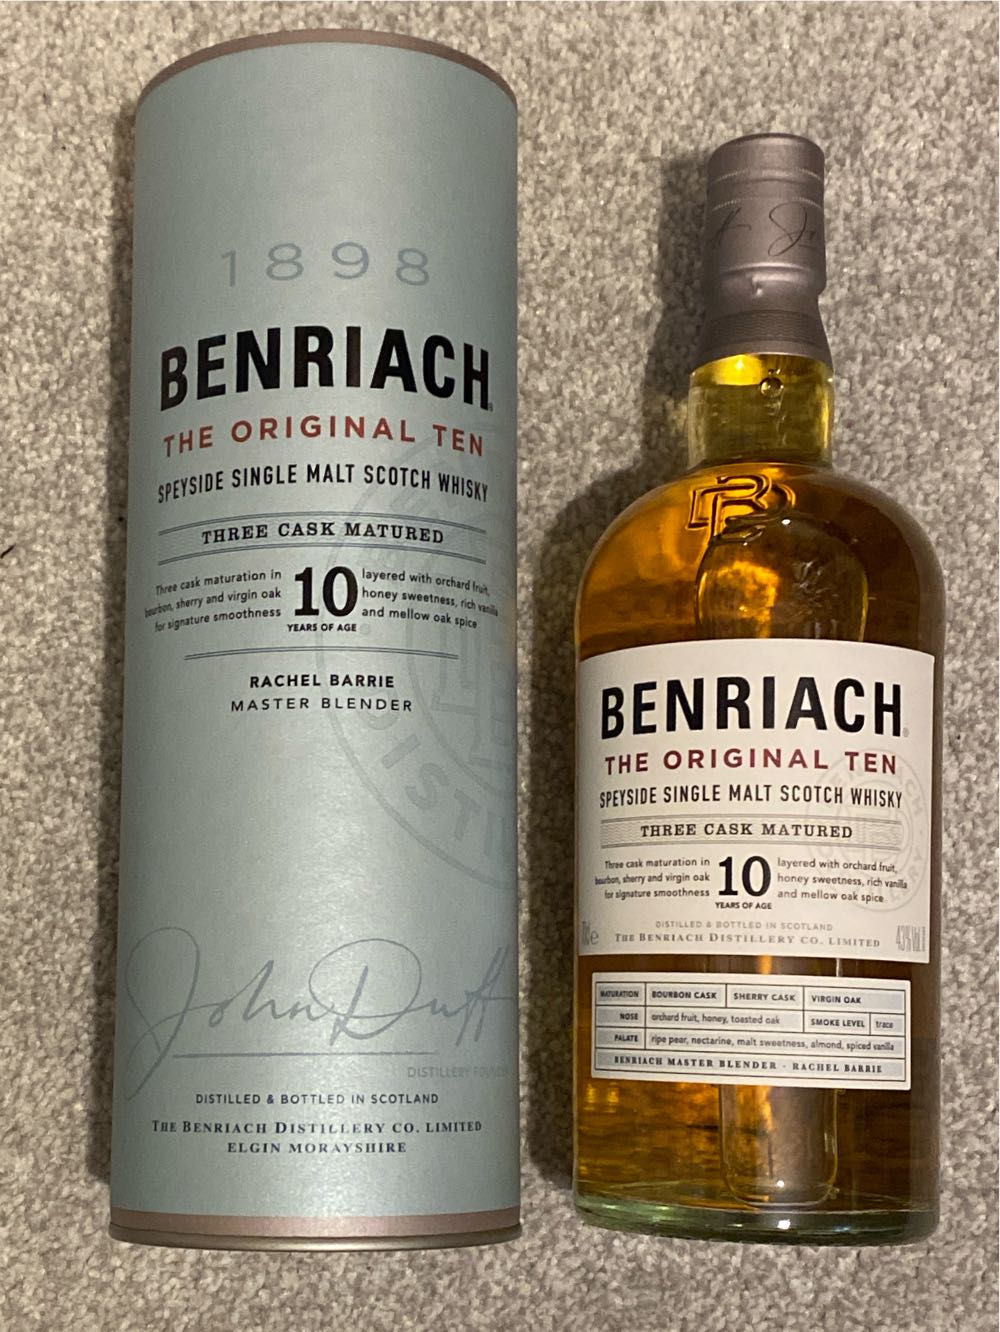 1898
BENRIACH
THE ORIGINAL TEN
SPEYSIDE SINGLE MALT SCOTCH WHISKY
THREE CASK MATURED
Three cask maturation in
bourbon, sherry and virgin oak
for signature smoothness
10
YEARS OF AGE
layered with orchard fruit,
honey sweetness, rich vanilla
and mellow oak spice
RACHEL BARRIE
MASTER BLENDER
John Duff
DISTILLERY
DISTILLED & BOTTLED IN SCOTLAND
THE BENRIACH DISTILLERY CO. LIMITED
ELGIN MORAYSHIRE
BENRIACH
THE ORIGINAL TEN
SPEYSIDE SINGLE MALT SCOTCH WHISKY
THREE CASK MATURED
Three cask maturation in
bourbon, sherry and virgin oak
for signature smoothness
10
YEARS OF AGE
layered with orchard fruit,
honey sweetness, rich vanilla
and mellow oak spice
DISTILLED & BOTTLED IN SCOTLAND
THE BENRIACH DISTILLERY CO. LIMITED
43%Vol
MATURATION BOURBON CASK SHERRY CASK VIRGIN OAK
NOSE orchard fruit, honey, toasted oak SMOKE LEVEL trace
PALATE ripe pear, nectarine, malt sweetness, almond, spiced vanilla
BENRIACH MASTER BLENDER - RACHEL BARRIE